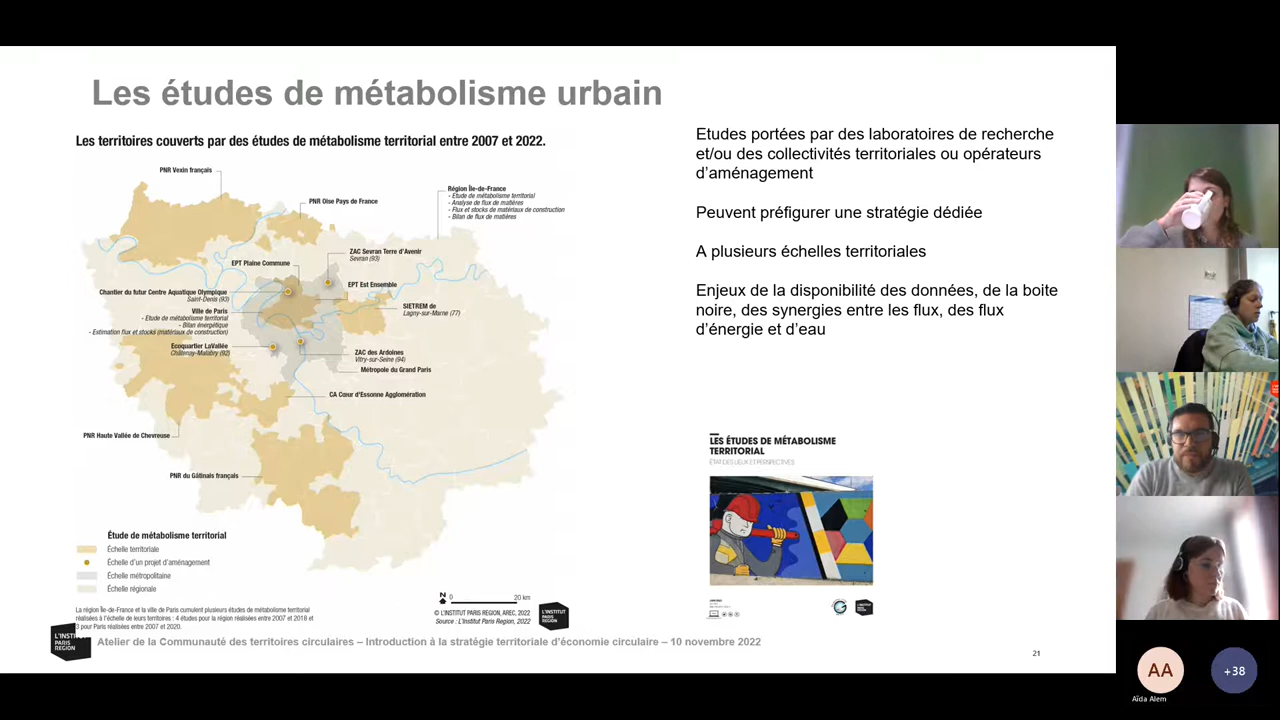 Les études de métabolisme urbain
Les territoires couverts par des études de métabolisme territorial entre 2007 et 2022.
PNR Vexin français
PNR Oise Pays de France
Région Île-de-France
- Etude de métabolisme territorial
- Analyse de flux de matières
- Flux et stocks de matériaux de construction
- Bilan de flux de matières
ZAC Sevran Terre d'Avenir
Sevran (93)
EPT Plaine Commune
EPT Est Ensemble
Chantier du futur Centre Aquatique Olympique
Saint-Denis (93)
SIETREM de
Lagny-sur-Marne (77)
Ville de Paris
- Etude de métabolisme territorial
- Bilan énergétique
- Estimation flux et stocks (matériaux de construction)
Ecoquartier LaVallée
Châtenay-Malabry (92)
ZAC des Ardoines
Vitry-sur-Seine (94)
Métropole du Grand Paris
CA Cœur d'Essonne Agglomération
PNR Haute Vallée de Chevreuse
PNR du Gâtinais français
Étude de métabolisme territorial
Échelle territoriale
Échelle d'un projet d'aménagement
Échelle métropolitaine
Échelle régionale
La région Île-de-France et la ville de Paris cumulent plusieurs études de métabolisme territorial
réalisées à l'échelle de leurs territoires : 4 études pour la région réalisées entre 2007 et 2018 et
3 pour Paris réalisées entre 2007 et 2020.
N
0 20 km
© L'INSTITUT PARIS REGION, AREC, 2022
Source : L'Institut Paris Region, 2022
L'INSTITUT
PARIS
REGION
Etudes portées par des laboratoires de recherche
et/ou des collectivités territoriales ou opérateurs
d'aménagement
Peuvent préfigurer une stratégie dédiée
A plusieurs échelles territoriales
Enjeux de la disponibilité des données, de la boite
noire, des synergies entre les flux, des flux
d'énergie et d'eau
LES ÉTUDES DE MÉTABOLISME
TERRITORIAL
ÉTAT DES LIEUX ET PERSPECTIVES
L'INSTITUT
PARIS
REGION
Atelier de la Communauté des territoires circulaires – Introduction à la stratégie territoriale d'économie circulaire – 10 novembre 2022
21
AA
+38
Aïda Alem